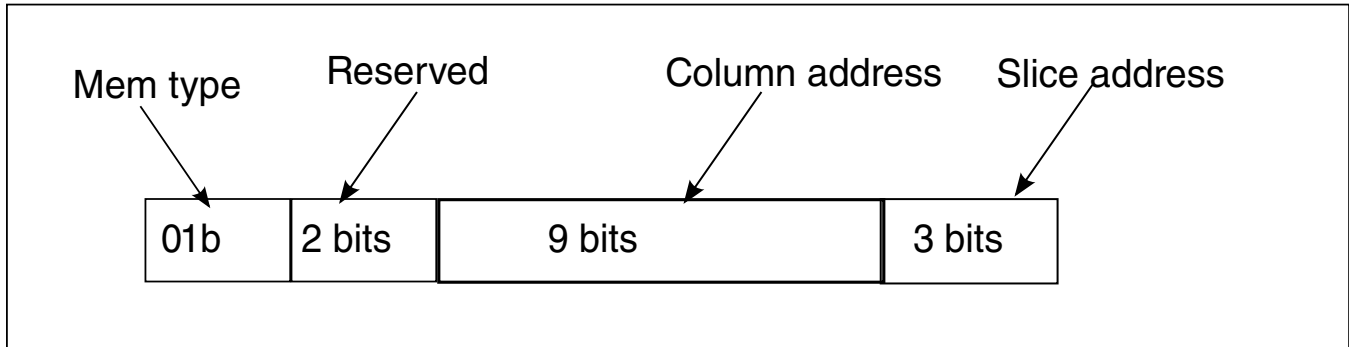 Mem type
Reserved
Column address
Slice address
01b
2 bits
9 bits
3 bits